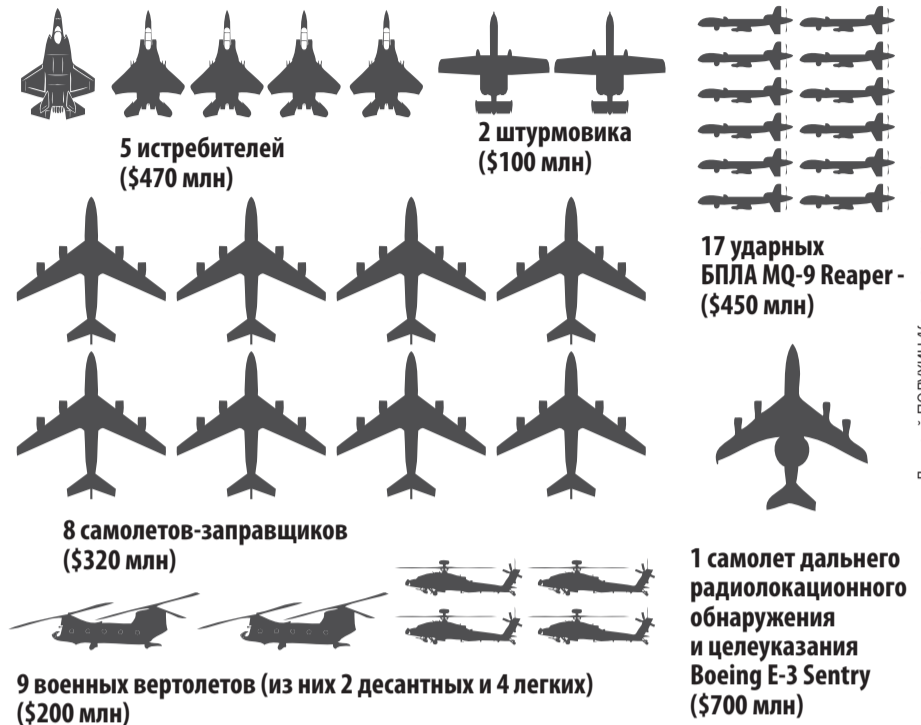 5 истребителей
($470 млн)
2 штурмовика
($100 млн)
17 ударных
БПЛА MQ-9 Reaper -
($450 млн)
8 самолетов-заправщиков
($320 млн)
1 самолет дальнего
радиолокационного
обнаружения
и целеуказания
Boeing E-3 Sentry
($700 млн)
9 военных вертолетов (из них 2 десантных и 4 легких)
($200 млн)